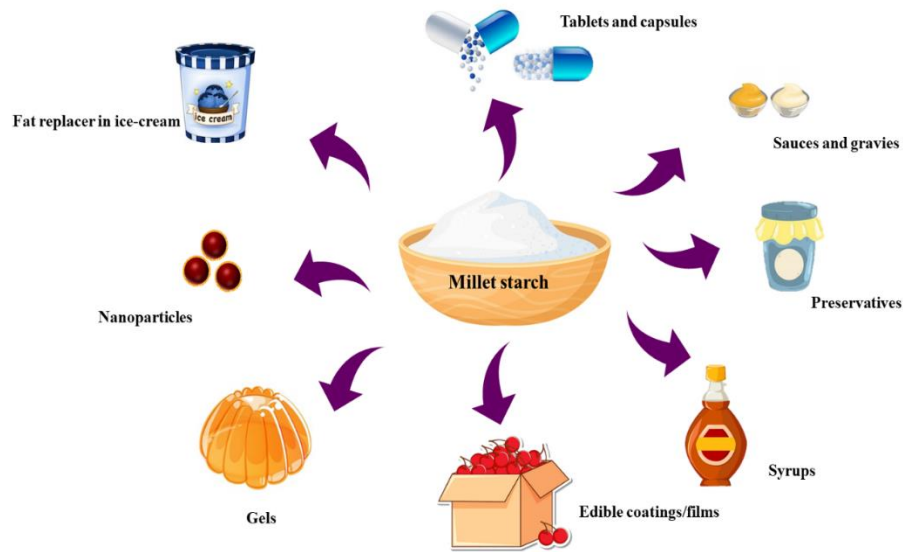 Tablets and capsules
Fat replacer in ice-cream
ice cream
Sauces and gravies
Millet starch
Nanoparticles
Preservatives
Gels
Edible coatings/films
Syrups